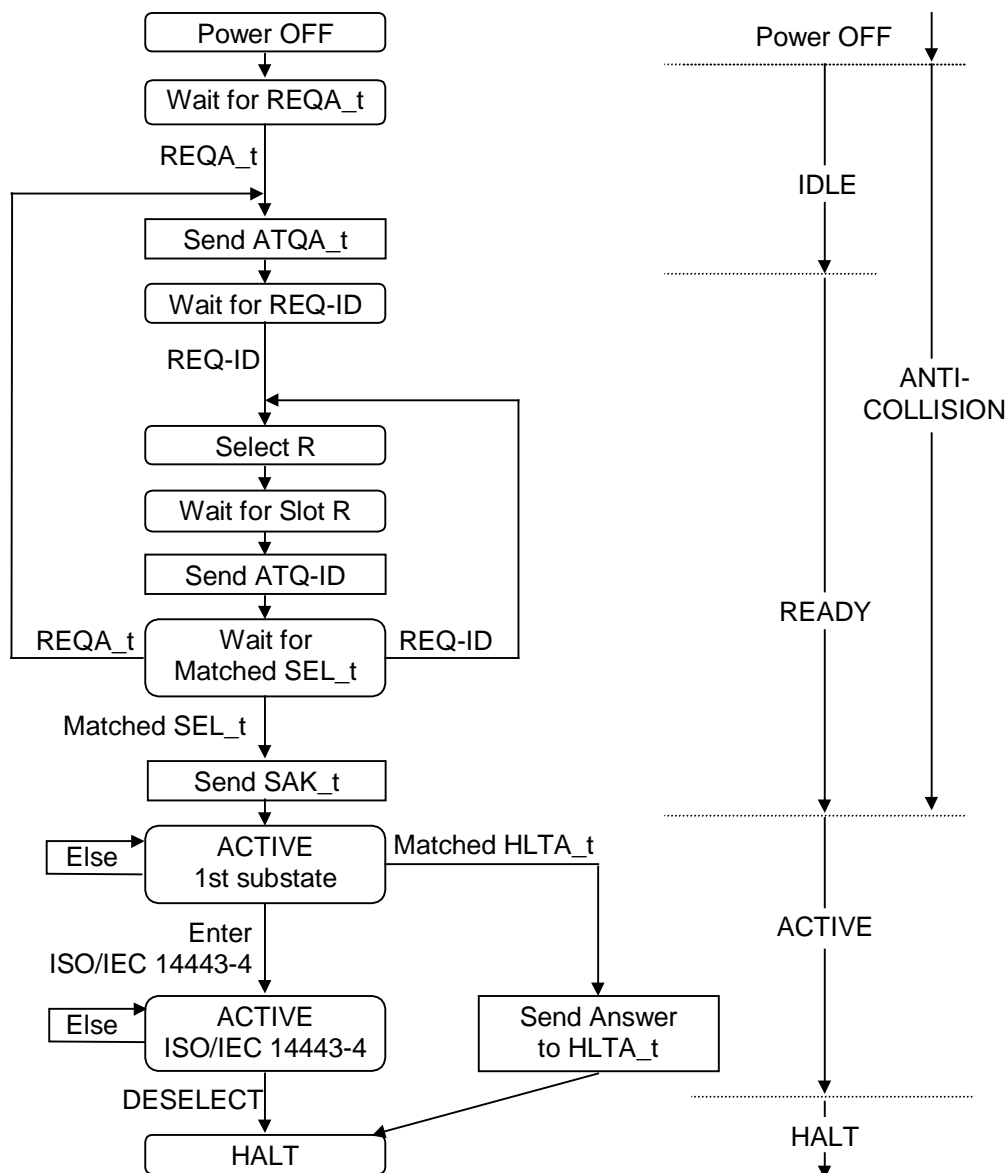 Power OFF
Wait for REQA_t
REQA_t
Send ATQA_t
Wait for REQ-ID
REQ-ID
Select R
Wait for Slot R
Send ATQ-ID
REQA_t
Wait for
Matched SEL_t
REQ-ID
Matched SEL_t
Send SAK_t
Else
ACTIVE
1st substate
Matched HLTA_t
Enter
ISO/IEC 14443-4
Else
ACTIVE
ISO/IEC 14443-4
Send Answer
to HLTA_t
DESELECT
HALT
Power OFF
IDLE
ANTI-
COLLISION
READY
ACTIVE
HALT